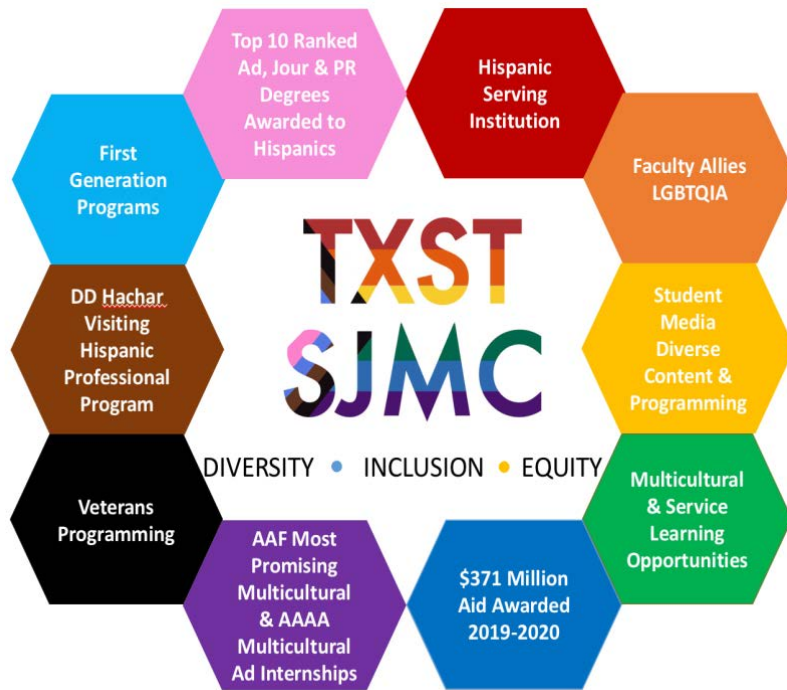 Top 10 Ranked
Ad, Jour & PR
Degrees
Awarded to
Hispanics
Hispanic
Serving
Institution
Faculty Allies
LGBTQIA
Student
Media
Diverse
Content &
Programming
Multicultural
& Service
Learning
Opportunities
$371 Million
Aid Awarded
2019-2020
AAF Most
Promising
Multicultural
& AAAA
Multicultural
Ad Internships
Veterans
Programming
DD Hachar
Visiting
Hispanic
Professional
Program
First
Generation
Programs
TXST
SJMC
DIVERSITY • INCLUSION • EQUITY